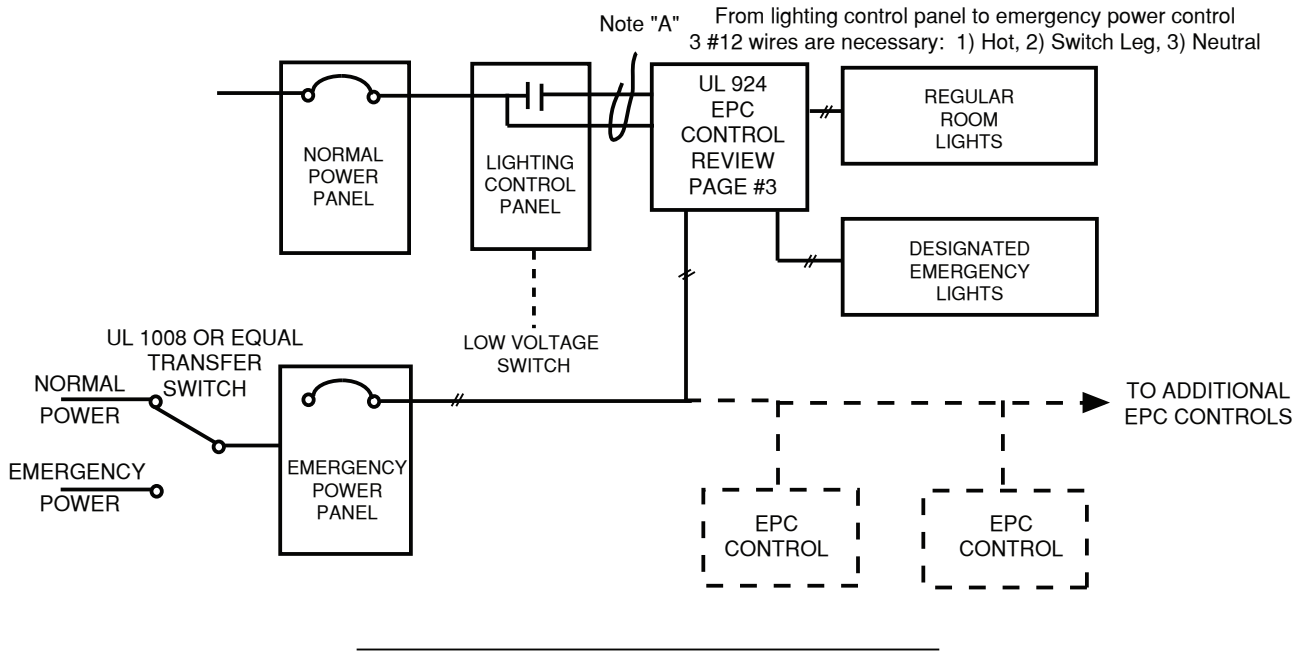 Note "A"
From lighting control panel to emergency power control
3 #12 wires are necessary:  1) Hot, 2) Switch Leg, 3) Neutral
NORMAL
POWER
PANEL
LIGHTING
CONTROL
PANEL
UL 924
EPC
CONTROL
REVIEW
PAGE #3
REGULAR
ROOM
LIGHTS
DESIGNATED
EMERGENCY
LIGHTS
LOW VOLTAGE
SWITCH
UL 1008 OR EQUAL
TRANSFER
SWITCH
NORMAL
POWER
EMERGENCY
POWER
EMERGENCY
POWER
PANEL
TO ADDITIONAL
EPC CONTROLS
EPC
CONTROL
EPC
CONTROL